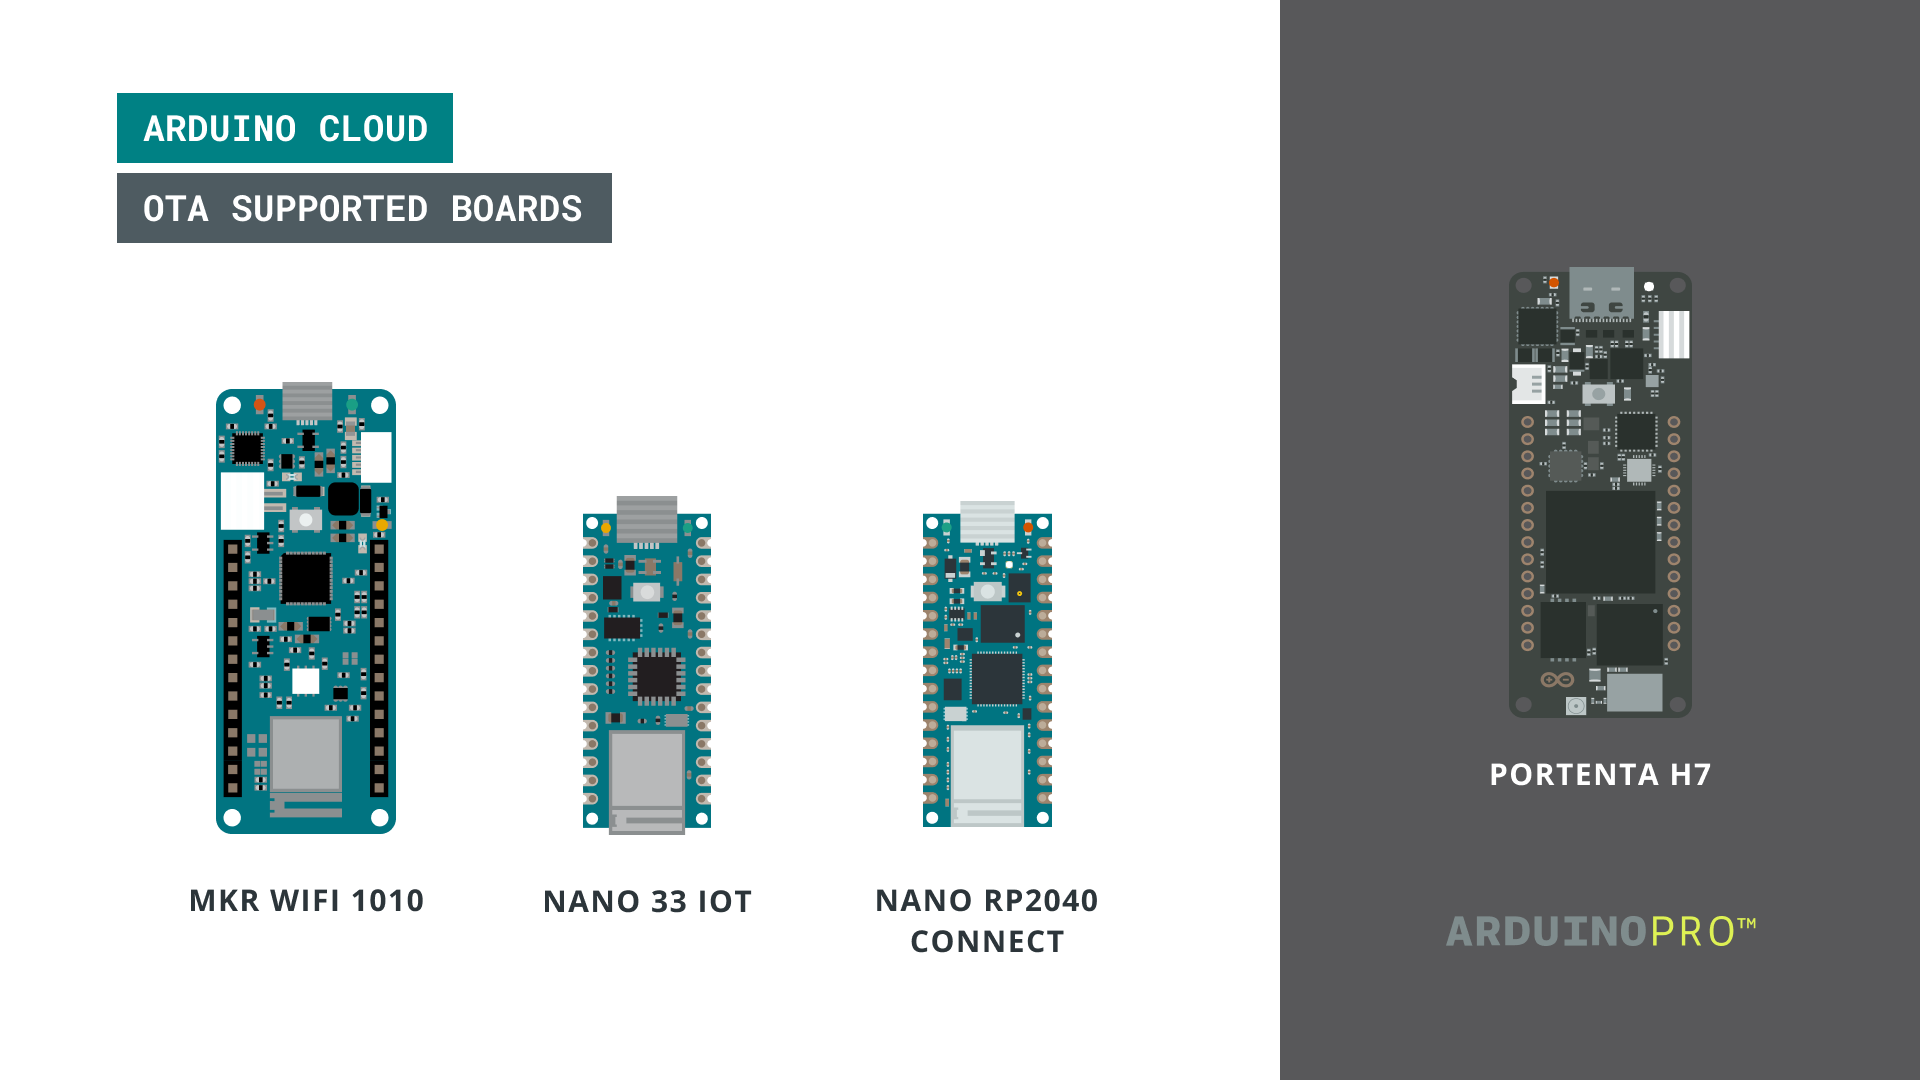 ARDUINO CLOUD
OTA SUPPORTED BOARDS
MKR WIFI 1010
NANO 33 IOT
NANO RP2040
CONNECT
PORTENTA H7
ARDUINOPRO™